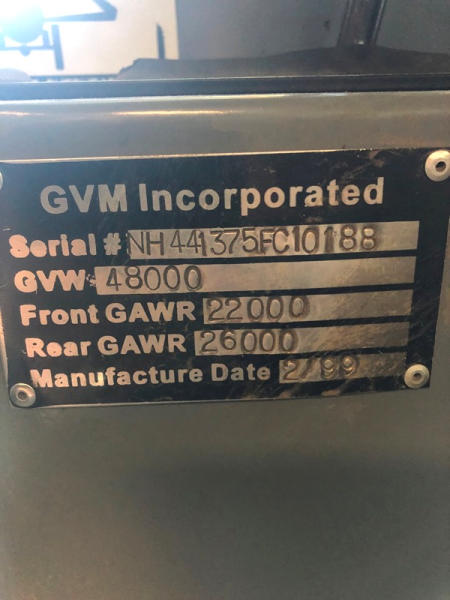 GVM Incorporated
Serial # NH441375FC10188
GVW 48000
Front GAWR 22000
Rear GAWR 26000
Manufacture Date 2/99